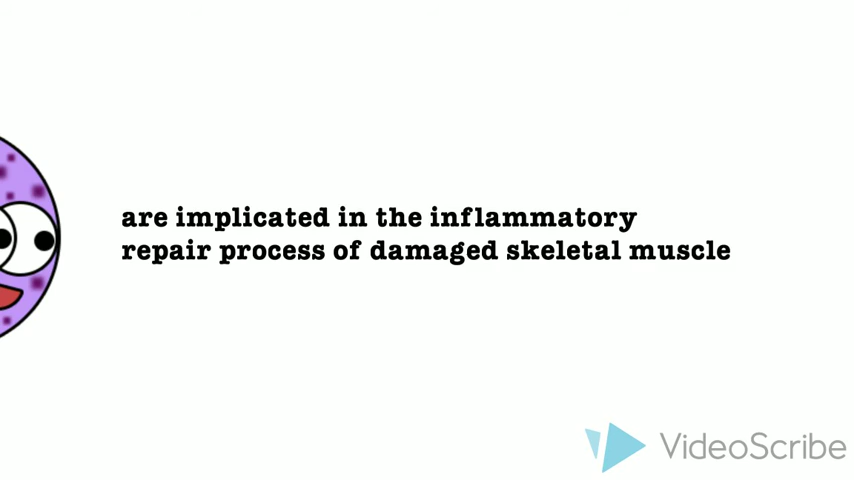 are implicated in the inflammatory
repair process of damaged skeletal muscle
VideoScribe